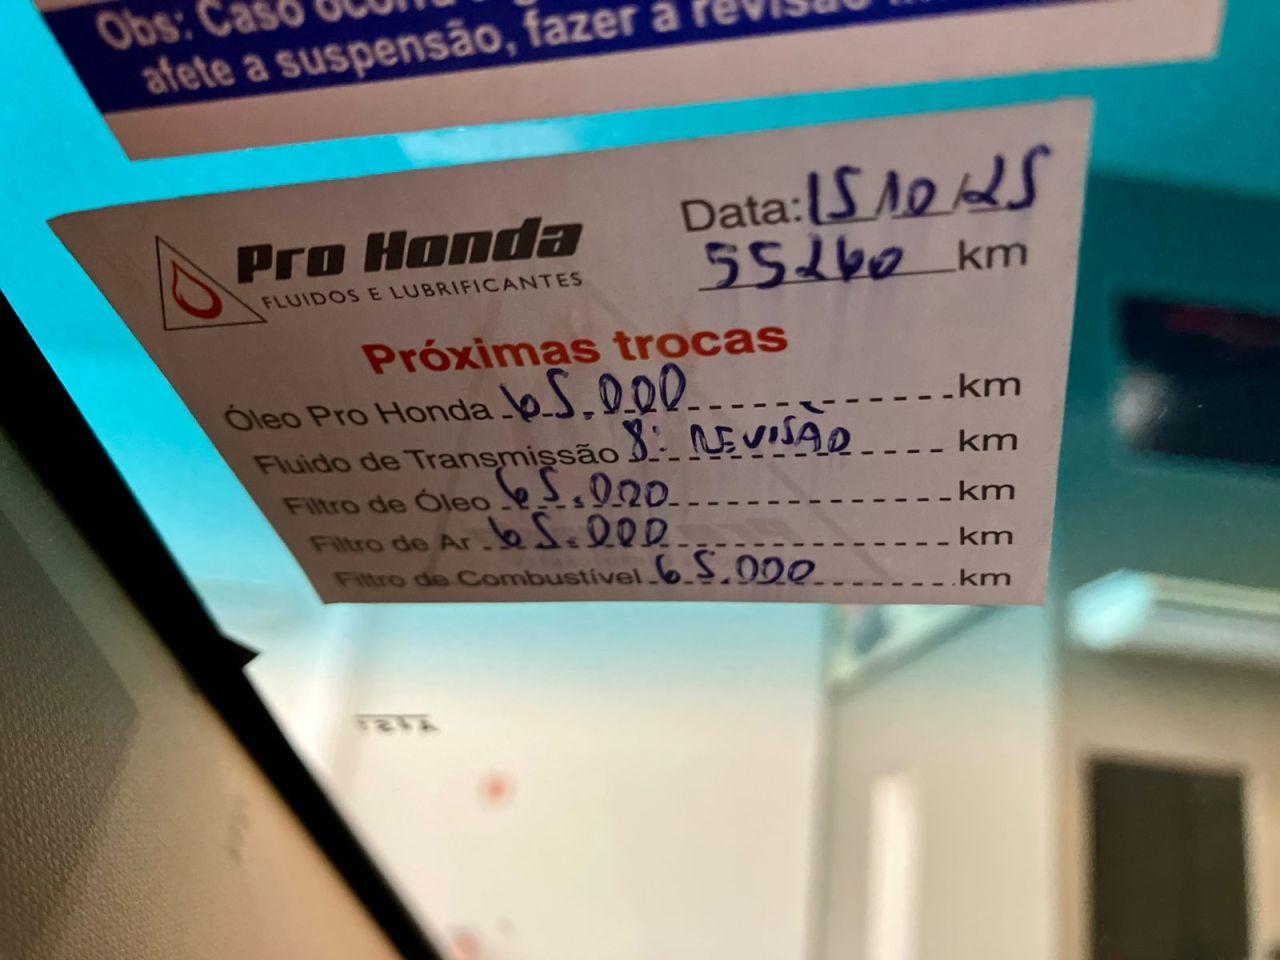 Obs: Caso
afete a suspensão, fazer a revisão
Pro Honda
FLUIDOS E LUBRIFICANTES
Data: 15/10/25
55260 km
Próximas trocas
Óleo Pro Honda 65.000 km
Fluido de Transmissão 8ª REVISÃO km
Filtro de Óleo 65.000 km
Filtro de Ar 65.000 km
Filtro de Combustível 65.000 km